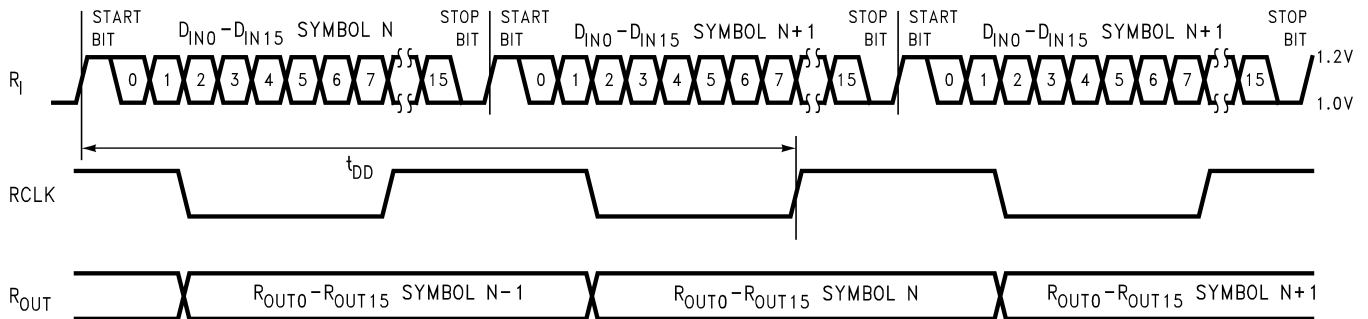 START STOP START STOP START STOP
BIT D_IN0-D_IN15 SYMBOL N BIT BIT D_IN0-D_IN15 SYMBOL N+1 BIT BIT D_IN0-D_IN15 SYMBOL N+1 BIT
1.2V
R_I 0 1 2 3 4 5 6 7 15 0 1 2 3 4 5 6 7 15 0 1 2 3 4 5 6 7 15
1.0V
t_DD
RCLK
R_OUT R_OUT0-R_OUT15 SYMBOL N-1 R_OUT0-R_OUT15 SYMBOL N R_OUT0-R_OUT15 SYMBOL N+1